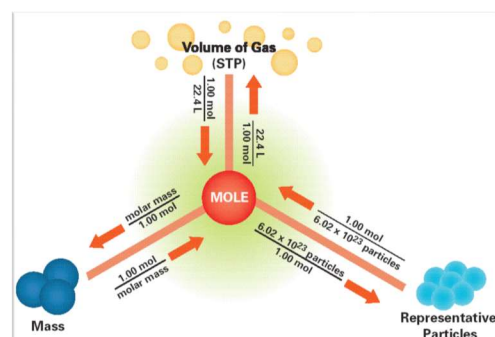 Volume of Gas
(STP)
1.00 mol
22.4 L
22.4 L
1.00 mol
MOLE
molar mass
1.00 mol
1.00 mol
molar mass
1.00 mol
6.02 x 10²³ particles
6.02 x 10²³ particles
1.00 mol
Mass
Representative
Particles